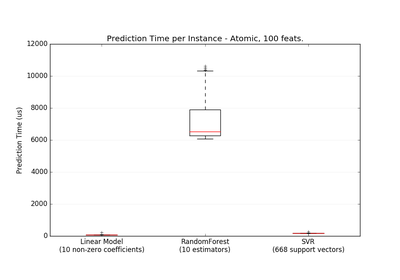 Prediction Time per Instance - Atomic, 100 feats.
12000
10000
8000
6000
4000
2000
0
Prediction Time (us)
Linear Model
(10 non-zero coefficients)
RandomForest
(10 estimators)
SVR
(668 support vectors)